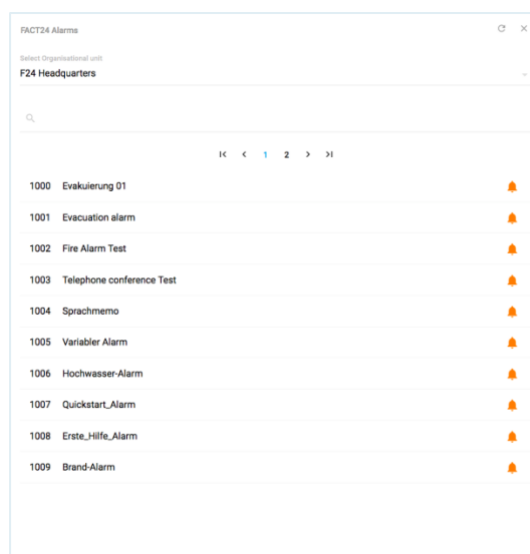 FACT24 Alarms
Select Organisational unit
F24 Headquarters
1 2
1000 Evakuierung 01
1001 Evacuation alarm
1002 Fire Alarm Test
1003 Telephone conference Test
1004 Sprachmemo
1005 Variabler Alarm
1006 Hochwasser-Alarm
1007 Quickstart_Alarm
1008 Erste_Hilfe_Alarm
1009 Brand-Alarm